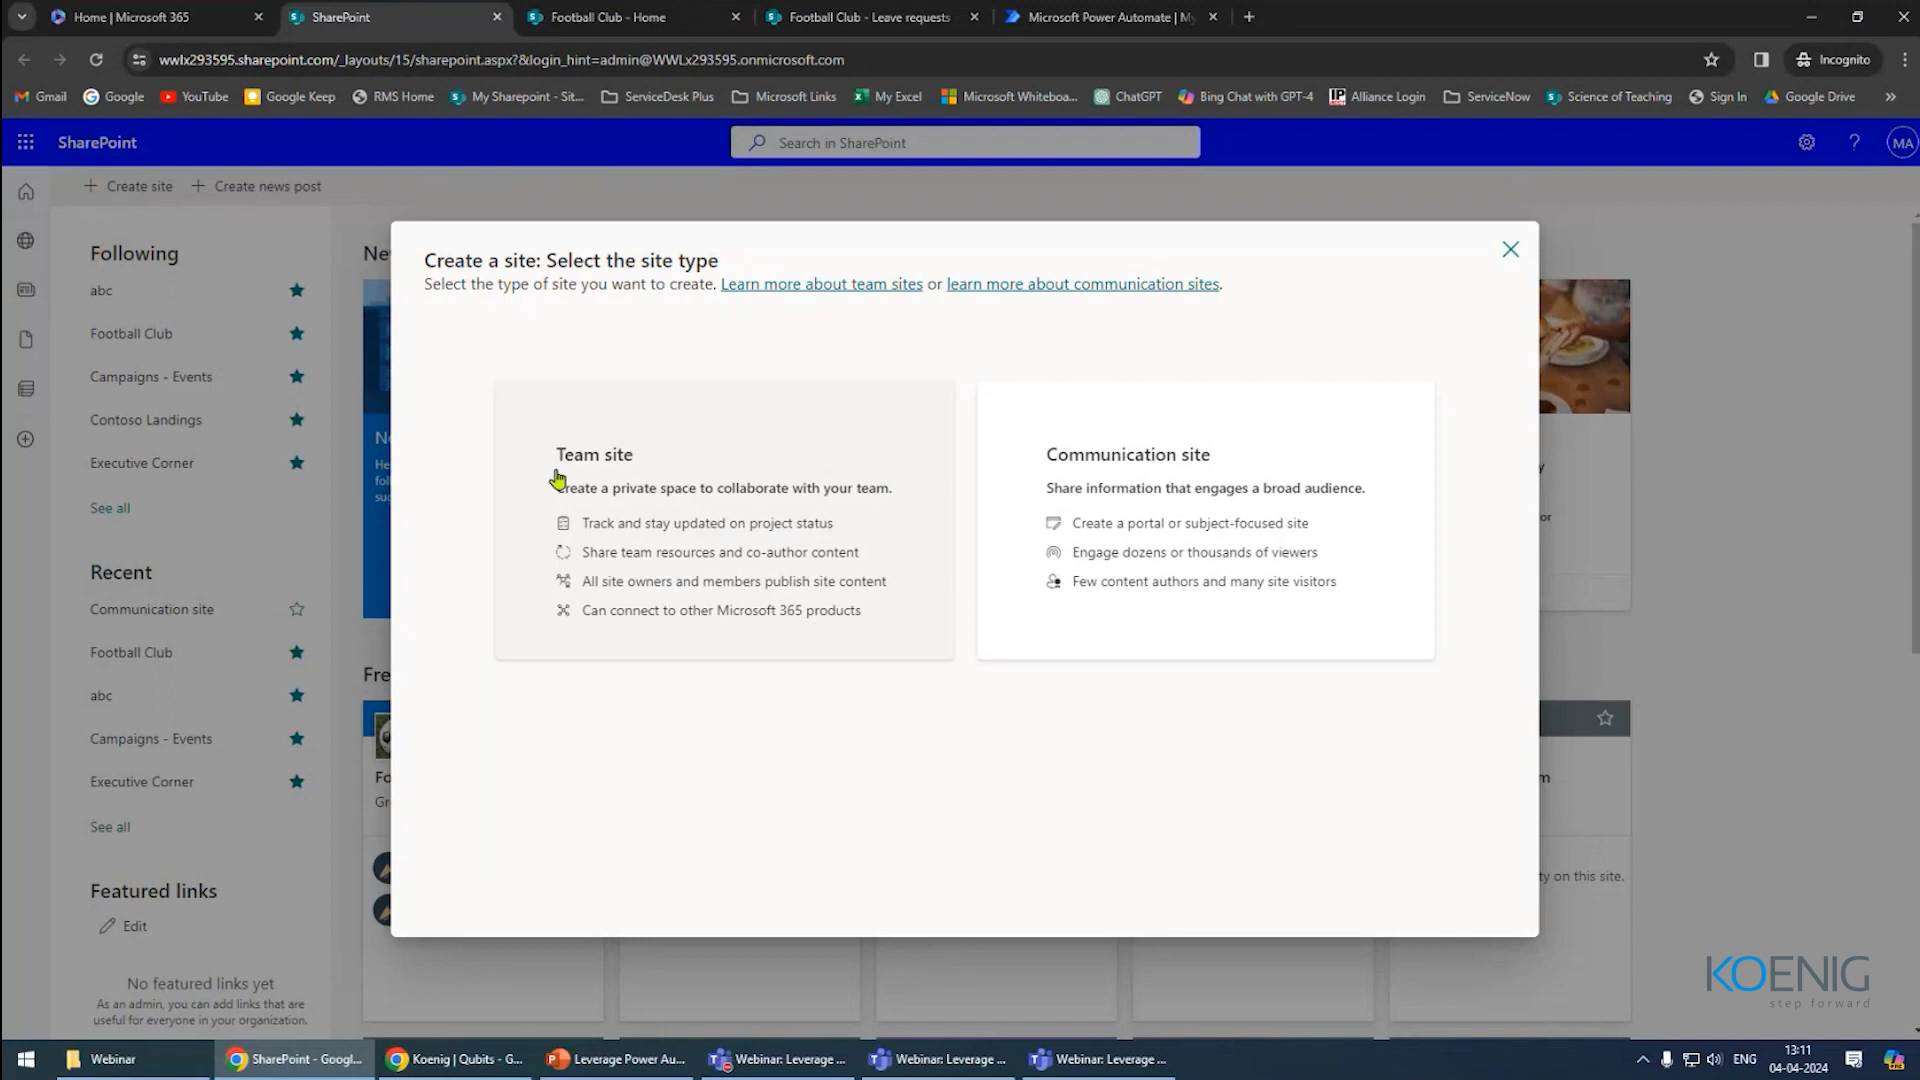 Home | Microsoft 365
SharePoint
Football Club - Home
Football Club - Leave requests
Microsoft Power Automate | My
wwlx293595.sharepoint.com/_layouts/15/sharepoint.aspx?&login_hint=admin@WWLx293595.onmicrosoft.com
Incognito
Gmail
Google
YouTube
Google Keep
RMS Home
My Sharepoint - Sit...
ServiceDesk Plus
Microsoft Links
My Excel
Microsoft Whiteboa...
ChatGPT
Bing Chat with GPT-4
Alliance Login
ServiceNow
Science of Teaching
Sign In
Google Drive
SharePoint
Search in SharePoint
MA
Create site
Create news post
Following
abc
Football Club
Campaigns - Events
Contoso Landings
Executive Corner
See all
Recent
Communication site
Football Club
abc
Campaigns - Events
Executive Corner
See all
Featured links
Edit
No featured links yet
As an admin, you can add links that are
useful for everyone in your organization.
Create a site: Select the site type
Select the type of site you want to create. Learn more about team sites or learn more about communication sites.
Team site
Create a private space to collaborate with your team.
Track and stay updated on project status
Share team resources and co-author content
All site owners and members publish site content
Can connect to other Microsoft 365 products
Communication site
Share information that engages a broad audience.
Create a portal or subject-focused site
Engage dozens or thousands of viewers
Few content authors and many site visitors
ty on this site.
KOENIG
step forward
Webinar
SharePoint - Googl...
Koenig | Qubits - G...
Leverage Power Au...
Webinar: Leverage ...
Webinar: Leverage ...
Webinar: Leverage ...
ENG
13:11
04-04-2024